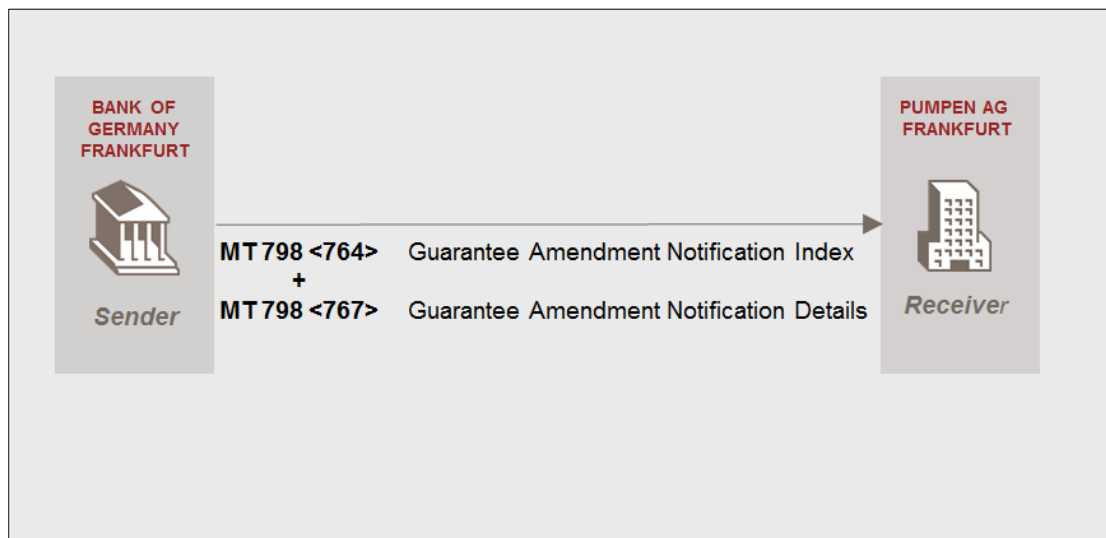 BANK OF
GERMANY
FRANKFURT
Sender
MT 798 <764> Guarantee Amendment Notification Index
+
MT 798 <767> Guarantee Amendment Notification Details
PUMPEN AG
FRANKFURT
Receiver